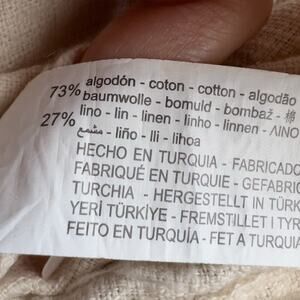 73% algodón - coton - cotton - algodão
baumwolle - bomuld - bombaž - 棉
27% lino - lin - linen - linho - linnen - ΛΙΝΟ
- liño - lli - lihoa
HECHO EN TURQUIA - FABRICADO
FABRIQUÉ EN TURQUIE - GEFABRIC
TURCHIA - HERGESTELLT IN TÜRK
YERİ TÜRKİYE - FREMSTILLET I TYR
FEITO EN TURQUÍA - FET A TURQUIA